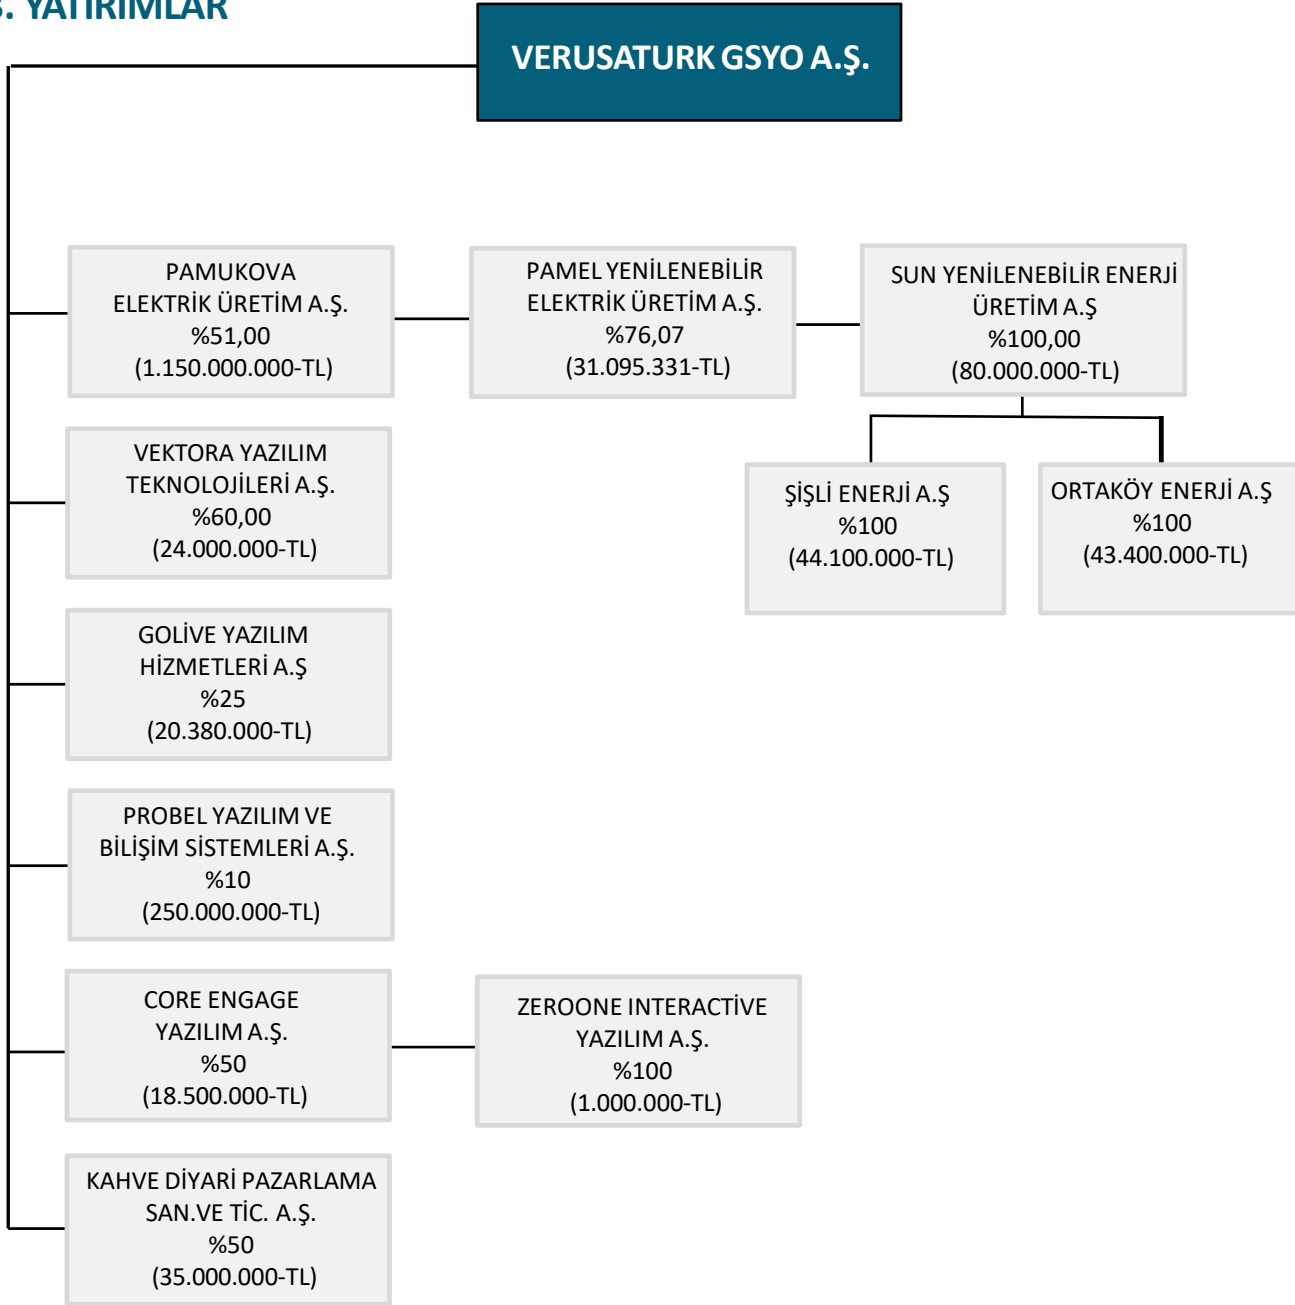 . YATIRIMLAR
VERUSATURK GSYO A.Ş.
PAMUKOVA
ELEKTRİK ÜRETİM A.Ş.
%51,00
(1.150.000.000-TL)
PAMEL YENİLENEBİLİR
ELEKTRİK ÜRETİM A.Ş.
%76,07
(31.095.331-TL)
SUN YENİLENEBİLİR ENERJİ
ÜRETİM A.Ş
%100,00
(80.000.000-TL)
ŞİŞLİ ENERJİ A.Ş
%100
(44.100.000-TL)
ORTAKÖY ENERJİ A.Ş
%100
(43.400.000-TL)
VEKTORA YAZILIM
TEKNOLOJİLERİ A.Ş.
%60,00
(24.000.000-TL)
GOLİVE YAZILIM
HİZMETLERİ A.Ş
%25
(20.380.000-TL)
PROBEL YAZILIM VE
BİLİŞİM SİSTEMLERİ A.Ş.
%10
(250.000.000-TL)
CORE ENGAGE
YAZILIM A.Ş.
%50
(18.500.000-TL)
ZEROONE INTERACTİVE
YAZILIM A.Ş.
%100
(1.000.000-TL)
KAHVE DİYARİ PAZARLAMA
SAN.VE TİC. A.Ş.
%50
(35.000.000-TL)